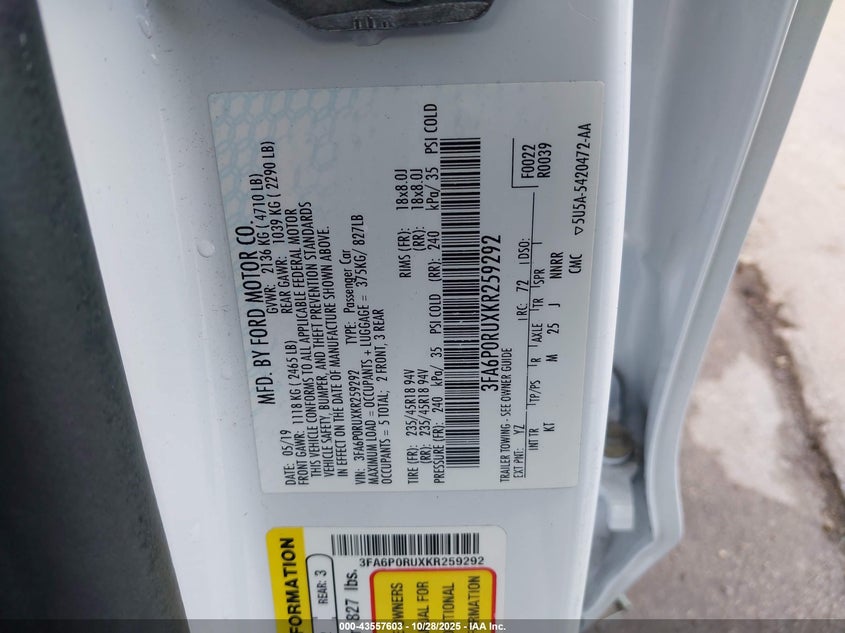 MFD. BY FORD MOTOR CO.
DATE: 05/19 GVWR: 2136 KG ( 4710 LB)
FRONT GAWR: 1118 KG ( 2465 LB) REAR GAWR: 1039 KG ( 2290 LB)
THIS VEHICLE CONFORMS TO ALL APPLICABLE FEDERAL MOTOR
VEHICLE SAFETY, BUMPER, AND THEFT PREVENTION STANDARDS
IN EFFECT ON THE DATE OF MANUFACTURE SHOWN ABOVE.
VIN: 3FA6P0RUXKR259292 TYPE: Passenger Car
MAXIMUM LOAD = OCCUPANTS + LUGGAGE = 375KG/ 827LB
OCCUPANTS = 5 TOTAL: 2 FRONT, 3 REAR
TIRE (FR): 235/45R18 94V RIMS (FR): 18x8.0J
(RR): 235/45R18 94V (RR): 18x8.0J
PRESSURE (FR): 240 kPa/ 35 PSI COLD (RR): 240 kPa/ 35 PSI COLD
3FA6P0RUXKR259292
TRAILER TOWING - SEE OWNER GUIDE F0022
EXT PNT: YZ RC: 72 DSO: R0039
INT TR TP/PS R AXLE TR SPR
KT M 25 J NNRR
CMC ▽5U5A-5420472-AA
FORMATION
REAR: 3
827 lbs.
3FA6P0RUXKR259292
OWNERS
FOR
000-43557603 - 10/28/2025 - IAA Inc.